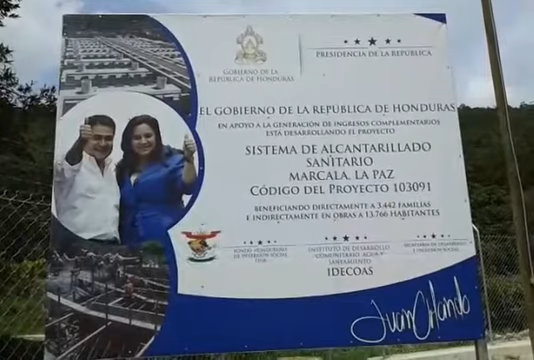 GOBIERNO DE LA
REPÚBLICA DE HONDURAS
PRESIDENCIA DE LA REPÚBLICA
EL GOBIERNO DE LA REPUBLICA DE HONDURAS
EN APOYO A LA GENERACIÓN DE INGRESOS COMPLEMENTARIOS
ESTÁ DESARROLLANDO EL PROYECTO
SISTEMA DE ALCANTARILLADO
SANITARIO
MARCALA, LA PAZ
CÓDIGO DEL PROYECTO 103091
BENEFICIANDO DIRECTAMENTE A 3,442 FAMILIAS
E INDIRECTAMENTE EN OBRAS A 13,766 HABITANTES
FONDO HONDUREÑO
DE INVERSIÓN SOCIAL
FHIS
INSTITUTO DE DESARROLLO
COMUNITARIO AGUA Y
SANEAMIENTO
IDECOAS
SECRETARÍA DE DESARROLLO
E INCLUSIÓN SOCIAL
Juan Orlando